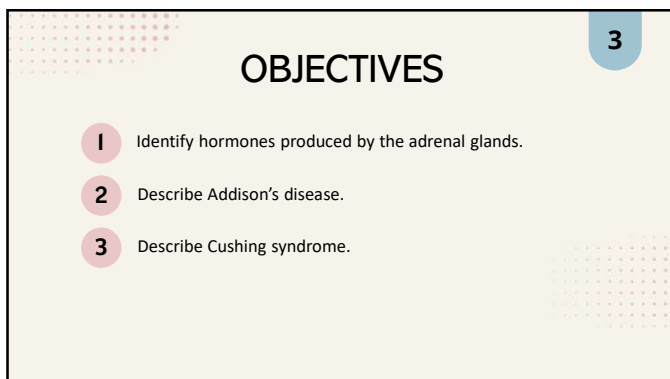 3
OBJECTIVES
1 Identify hormones produced by the adrenal glands.
2 Describe Addison’s disease.
3 Describe Cushing syndrome.